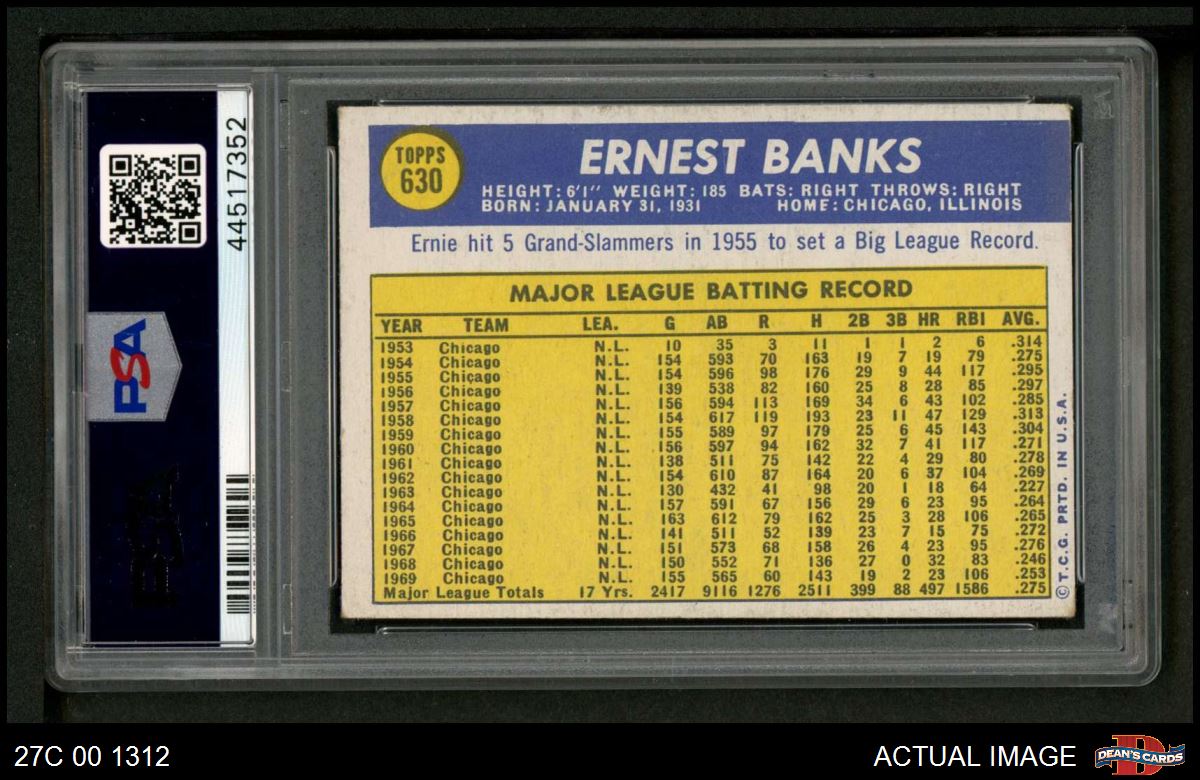 44517352
PSA
PSA
TOPPS
630
ERNEST BANKS
HEIGHT: 6'1" WEIGHT: 185 BATS: RIGHT THROWS: RIGHT
BORN: JANUARY 31, 1931 HOME: CHICAGO, ILLINOIS
Ernie hit 5 Grand-Slammers in 1955 to set a Big League Record.
MAJOR LEAGUE BATTING RECORD
YEAR TEAM LEA. G AB R H 2B 3B HR RBI AVG.
1953 Chicago N.L. 10 35 3 11 1 1 2 6 .314
1954 Chicago N.L. 154 593 70 163 19 7 19 79 .275
1955 Chicago N.L. 154 596 98 176 29 9 44 117 .295
1956 Chicago N.L. 139 538 82 160 25 8 28 85 .297
1957 Chicago N.L. 156 594 113 169 34 6 43 102 .285
1958 Chicago N.L. 154 617 119 193 23 11 47 129 .313
1959 Chicago N.L. 155 589 97 179 25 6 45 143 .304
1960 Chicago N.L. 156 597 94 162 32 7 41 117 .271
1961 Chicago N.L. 138 511 75 142 22 4 29 80 .278
1962 Chicago N.L. 154 610 87 164 20 6 37 104 .269
1963 Chicago N.L. 130 432 41 98 20 1 18 64 .227
1964 Chicago N.L. 157 591 67 156 29 6 23 95 .264
1965 Chicago N.L. 163 612 79 162 25 3 28 106 .265
1966 Chicago N.L. 141 511 52 139 23 7 15 75 .272
1967 Chicago N.L. 151 573 68 158 26 4 23 95 .276
1968 Chicago N.L. 150 552 71 136 27 0 32 83 .246
1969 Chicago N.L. 155 565 60 143 19 2 23 106 .253
Major League Totals 17 Yrs. 2417 9116 1276 2511 399 88 497 1586 .275
© T.C.G. PRTD. IN U.S.A.
27C 00 1312
ACTUAL IMAGE
DEAN'S CARDS